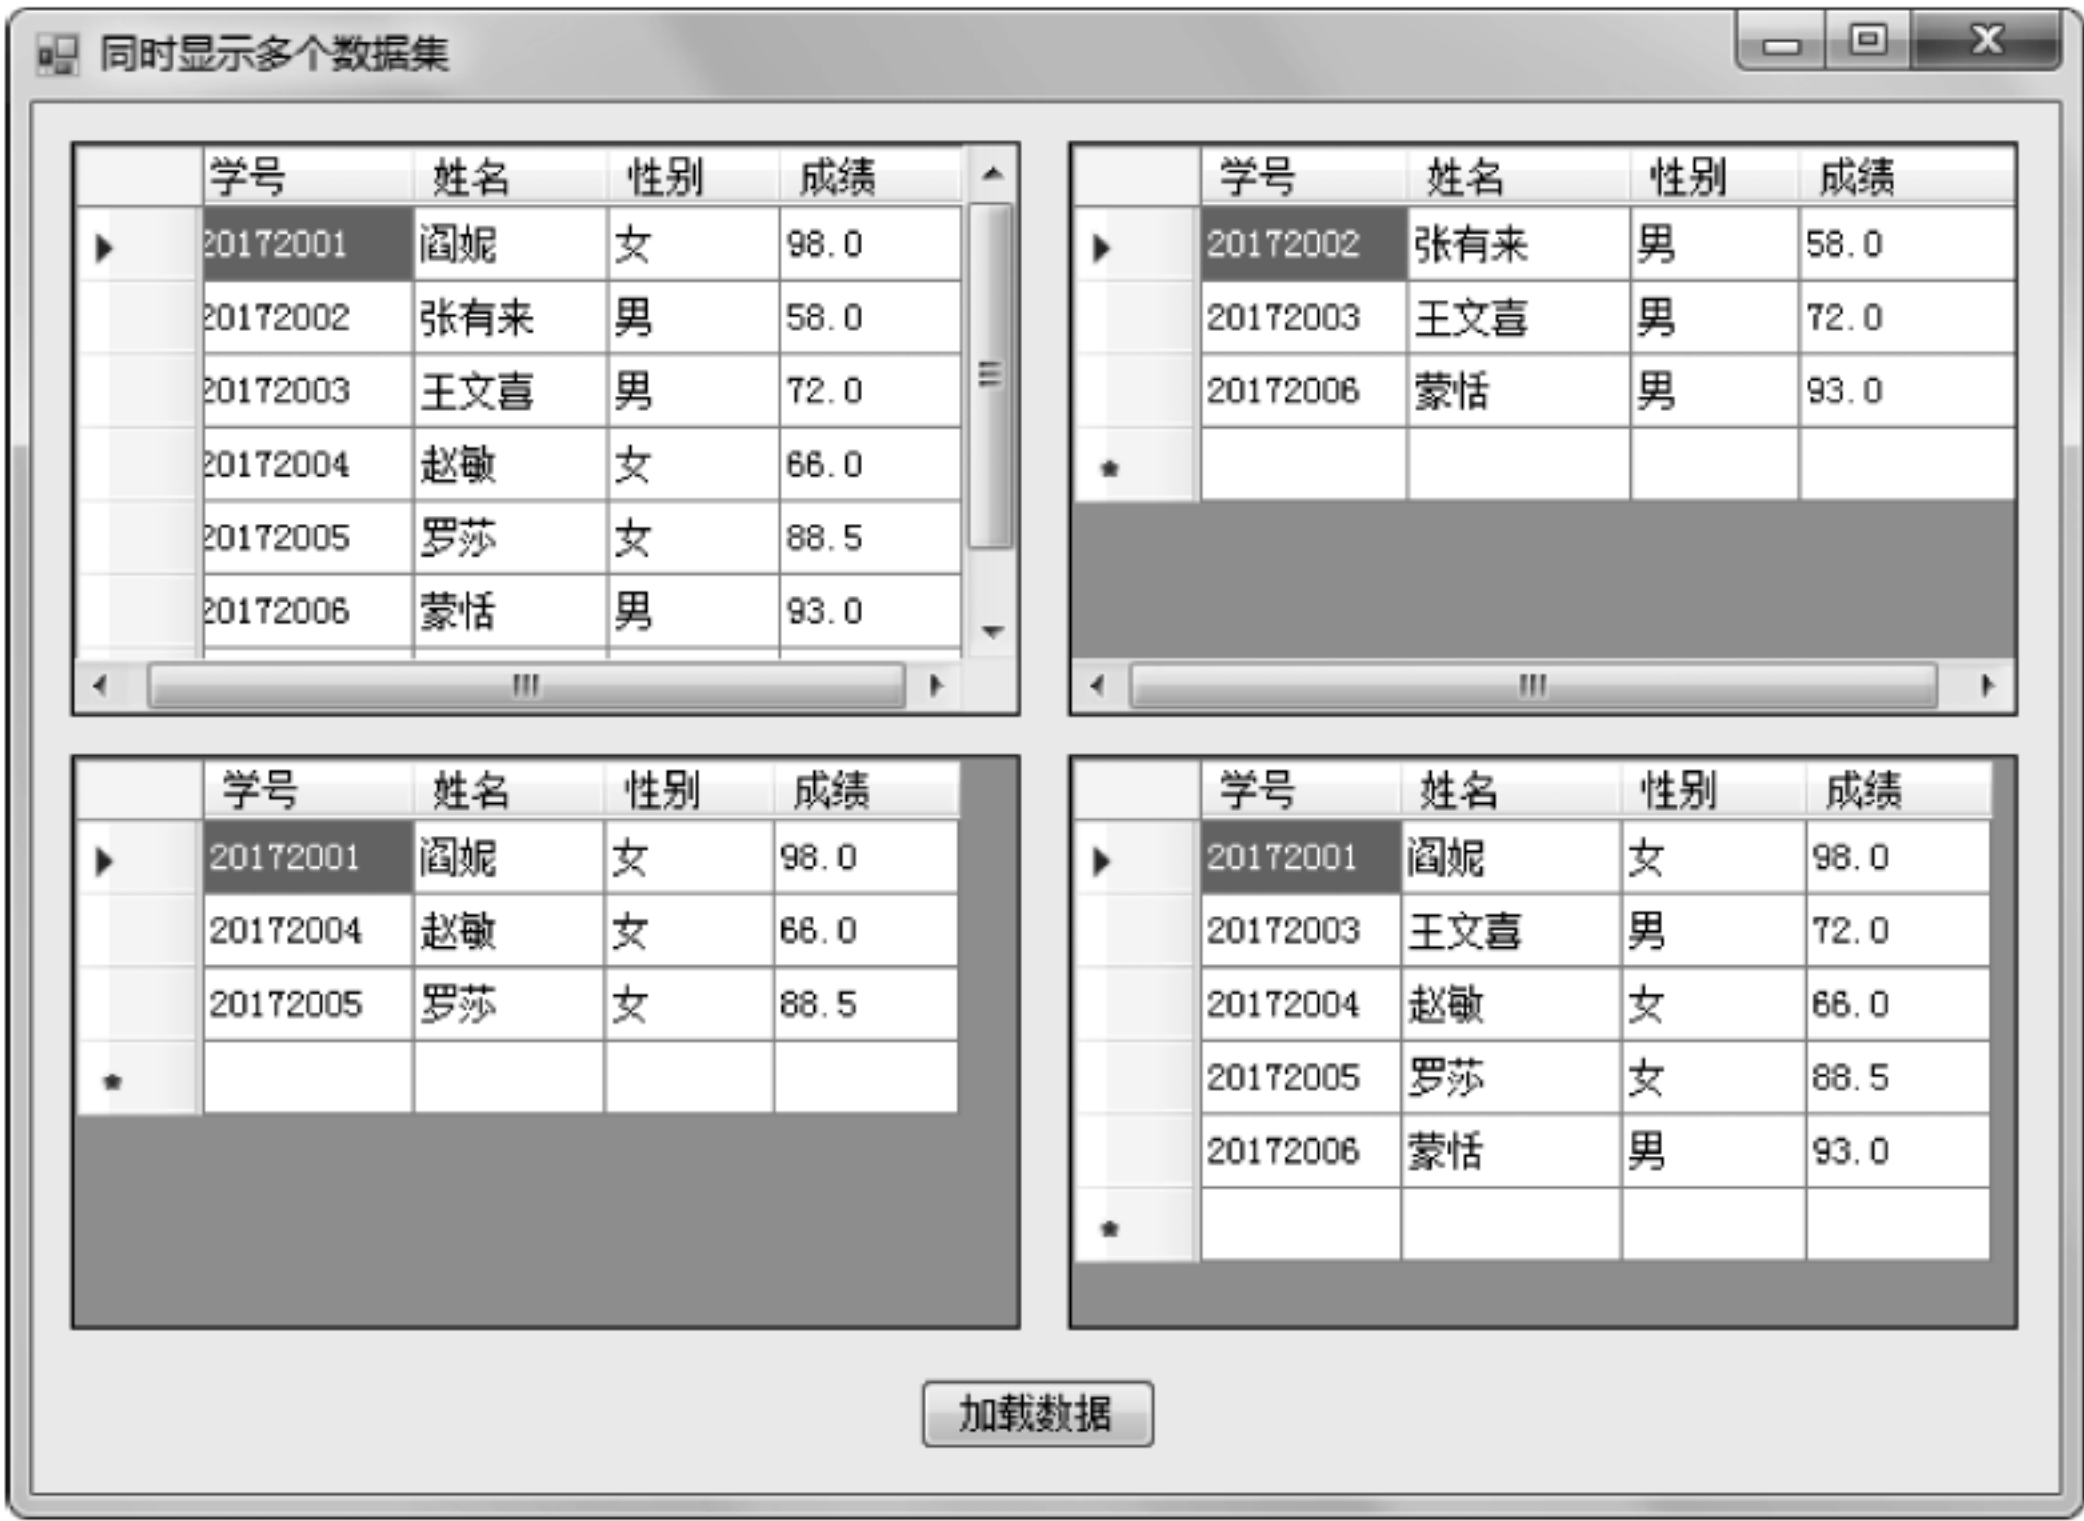 同时显示多个数据集
学号 姓名 性别 成绩
20172001 阎妮 女 98.0
20172002 张有来 男 58.0
20172003 王文喜 男 72.0
20172004 赵敏 女 66.0
20172005 罗莎 女 88.5
20172006 蒙恬 男 93.0
学号 姓名 性别 成绩
20172002 张有来 男 58.0
20172003 王文喜 男 72.0
20172006 蒙恬 男 93.0
学号 姓名 性别 成绩
20172001 阎妮 女 98.0
20172004 赵敏 女 66.0
20172005 罗莎 女 88.5
学号 姓名 性别 成绩
20172001 阎妮 女 98.0
20172003 王文喜 男 72.0
20172004 赵敏 女 66.0
20172005 罗莎 女 88.5
20172006 蒙恬 男 93.0
加载数据